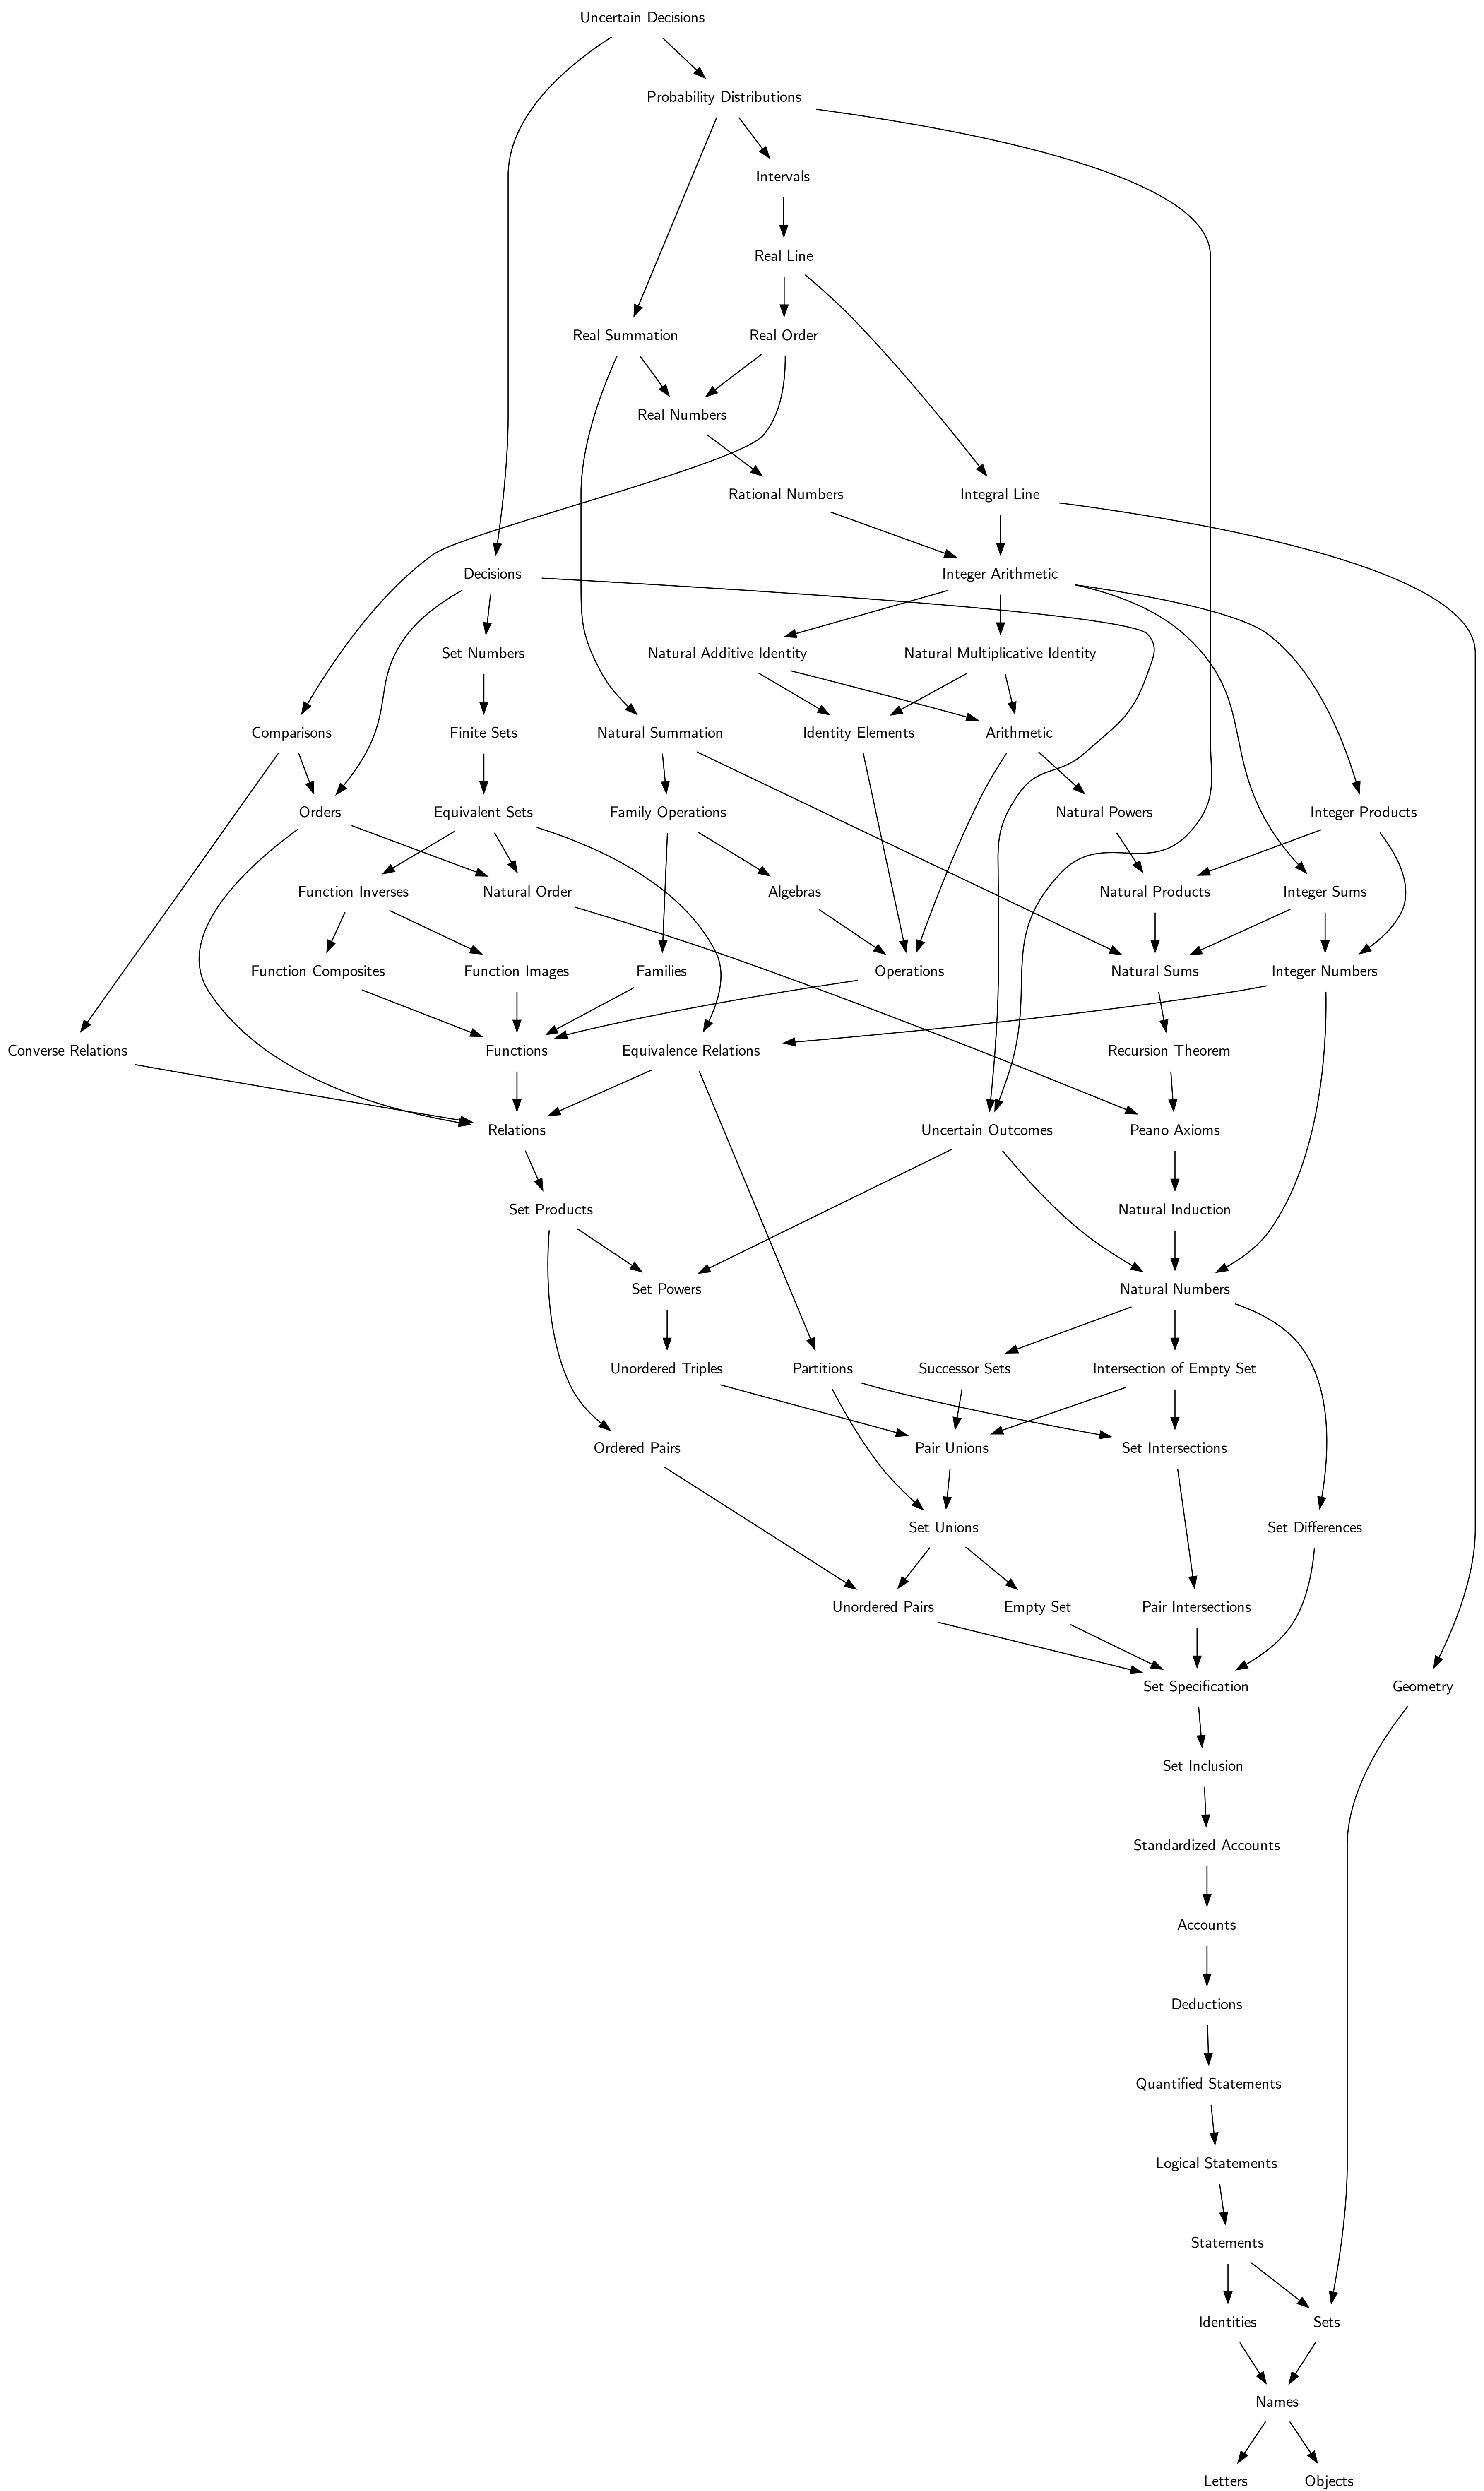 Uncertain Decisions
Probability Distributions
Intervals
Real Line
Real Summation
Real Order
Real Numbers
Rational Numbers
Integral Line
Decisions
Integer Arithmetic
Set Numbers
Natural Additive Identity
Natural Multiplicative Identity
Comparisons
Finite Sets
Natural Summation
Identity Elements
Arithmetic
Orders
Equivalent Sets
Family Operations
Natural Powers
Integer Products
Function Inverses
Natural Order
Algebras
Natural Products
Integer Sums
Function Composites
Function Images
Families
Operations
Natural Sums
Integer Numbers
Converse Relations
Functions
Equivalence Relations
Recursion Theorem
Relations
Uncertain Outcomes
Peano Axioms
Set Products
Natural Induction
Set Powers
Natural Numbers
Unordered Triples
Partitions
Successor Sets
Intersection of Empty Set
Ordered Pairs
Pair Unions
Set Intersections
Set Unions
Set Differences
Unordered Pairs
Empty Set
Pair Intersections
Set Specification
Geometry
Set Inclusion
Standardized Accounts
Accounts
Deductions
Quantified Statements
Logical Statements
Statements
Identities
Sets
Names
Letters
Objects